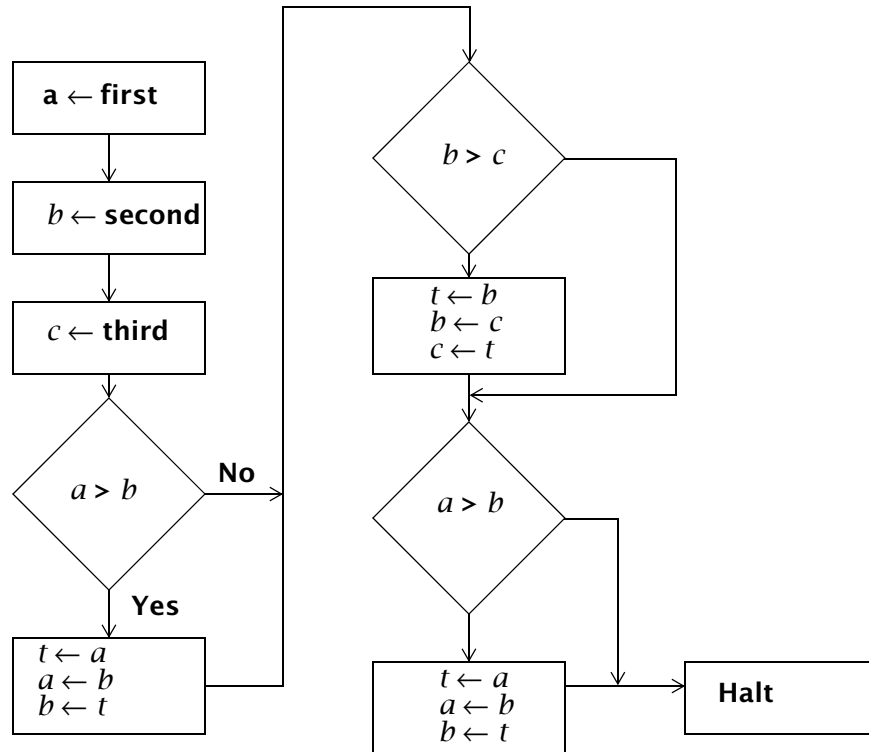 a ← first
b ← second
c ← third
a > b
No
Yes
t ← a
a ← b
b ← t
b > c
t ← b
b ← c
c ← t
a > b
t ← a
a ← b
b ← t
Halt